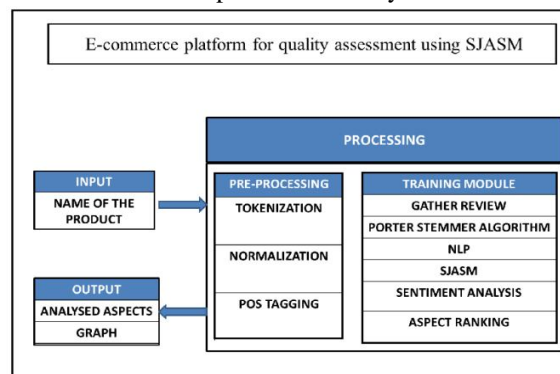 E-commerce platform for quality assessment using SJASM
PROCESSING
INPUT
NAME OF THE
PRODUCT
PRE-PROCESSING
TOKENIZATION
NORMALIZATION
POS TAGGING
TRAINING MODULE
GATHER REVIEW
PORTER STEMMER ALGORITHM
NLP
SJASM
SENTIMENT ANALYSIS
ASPECT RANKING
OUTPUT
ANALYSED ASPECTS
GRAPH